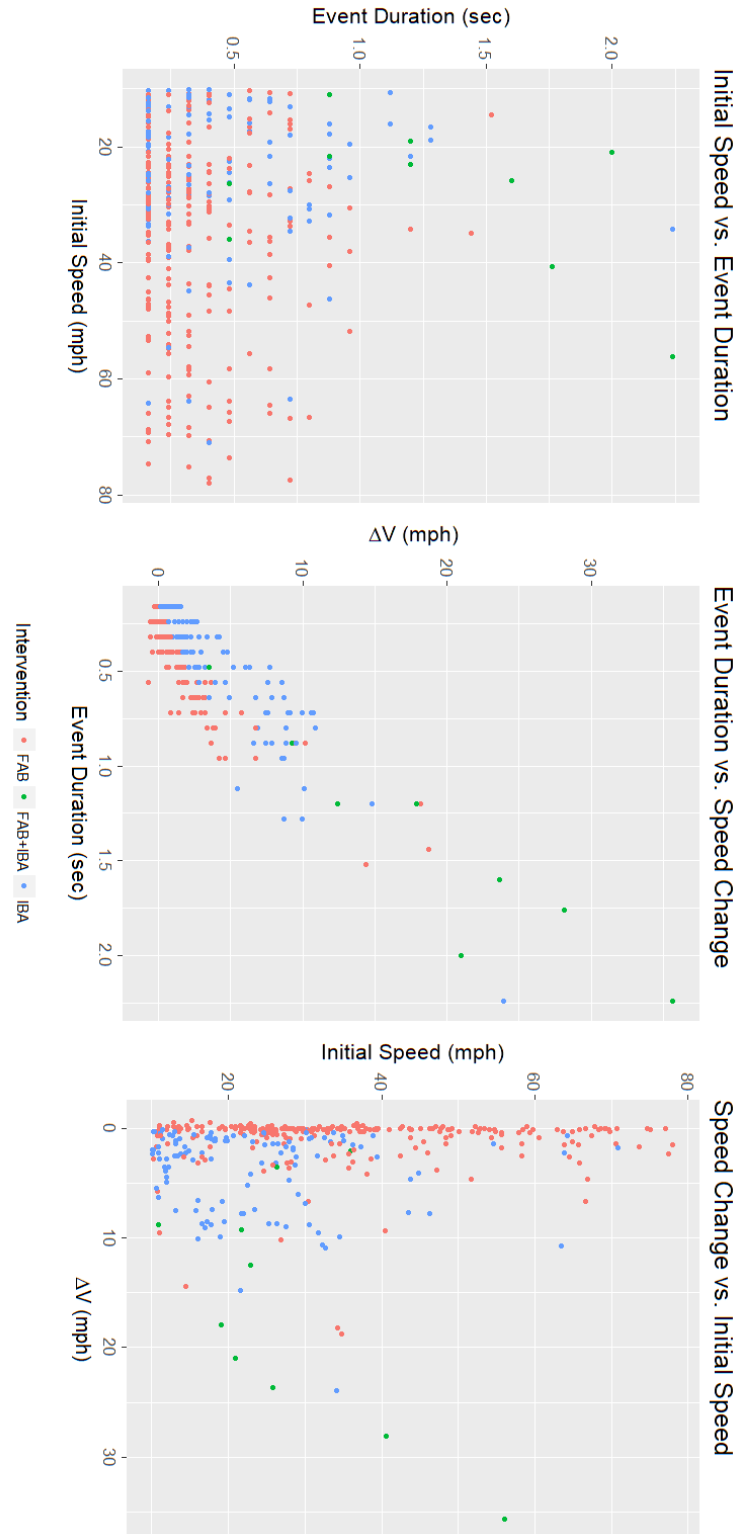 Initial Speed vs. Event Duration
Event Duration (sec)
0.5
1.0
1.5
2.0
20
40
60
80
Initial Speed (mph)
Event Duration vs. Speed Change
ΔV (mph)
0
10
20
30
0.5
1.0
1.5
2.0
Event Duration (sec)
Speed Change vs. Initial Speed
Initial Speed (mph)
20
40
60
80
0
10
20
30
ΔV (mph)
Intervention FAB FAB+IBA IBA